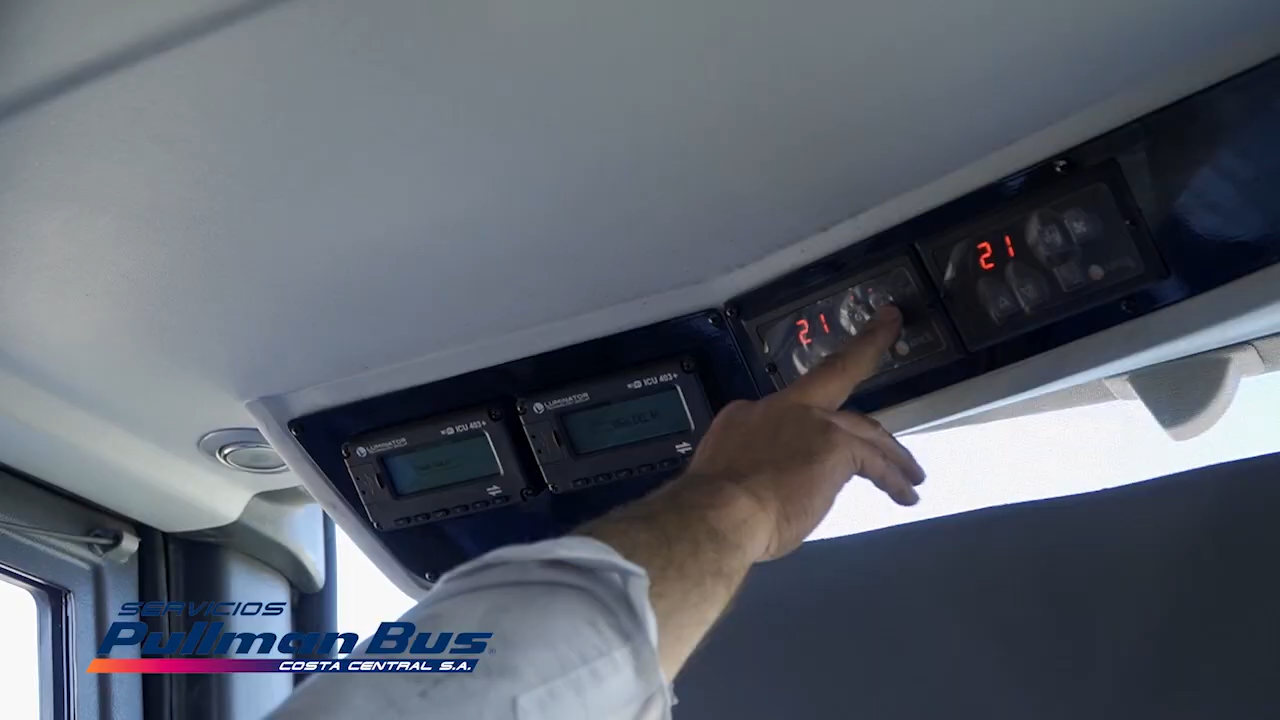 21
21
ICU 403+
LUMINATOR
ICU 403+
LUMINATOR
SERVICIOS
Pullman Bus
COSTA CENTRAL S.A.